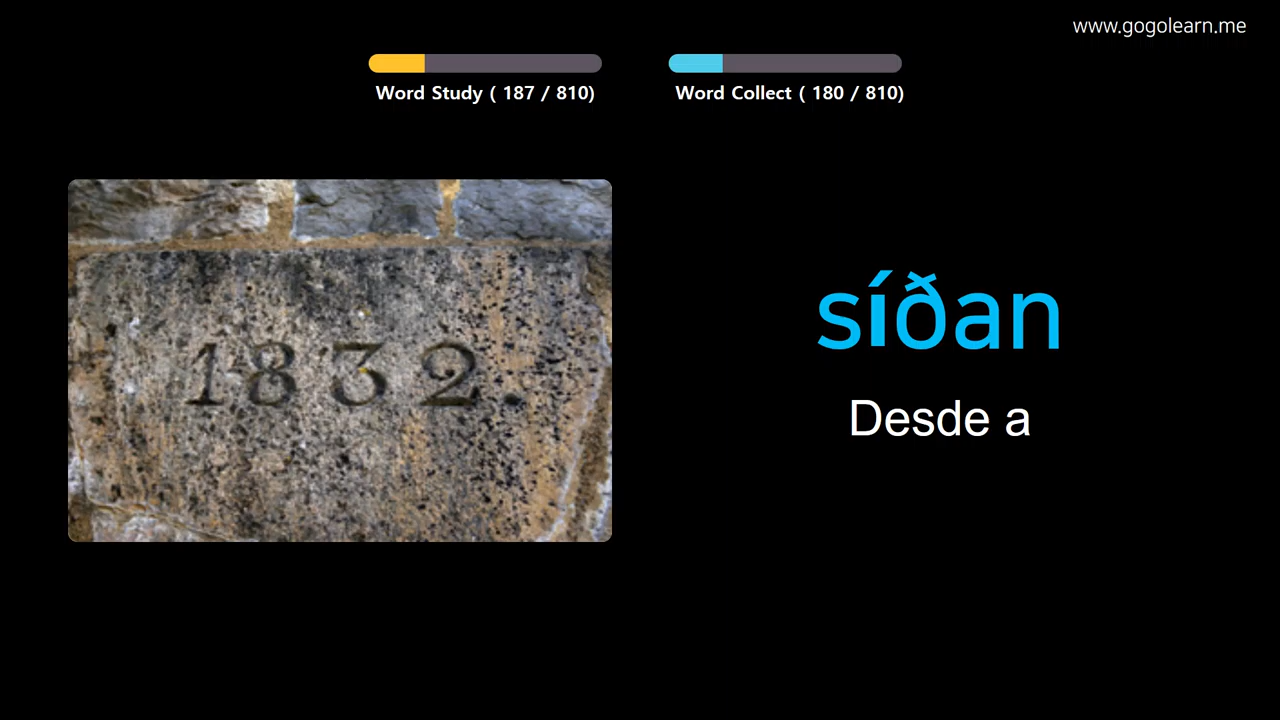 www.gogolearn.me
Word Study ( 187 / 810)
Word Collect ( 180 / 810)
1832.
síðan
Desde a